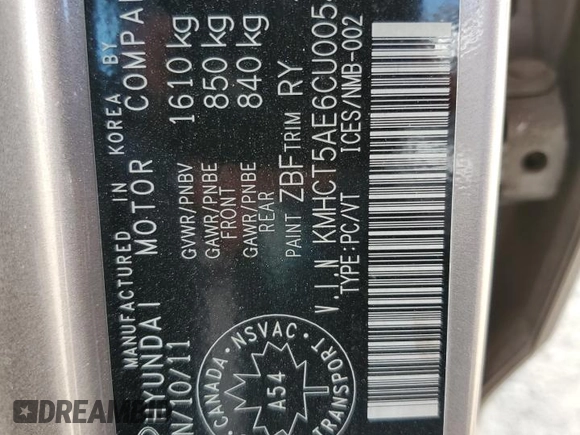 MANUFACTURED IN KOREA BY
HYUNDAI MOTOR COMPA
N/10/11
GVWR/PNBV 1610 kg
GAWR/PNBE FRONT 850 kg
GAWR/PNBE REAR 840 kg
PAINT ZBF TRIM RY
V.I.N KMHCT5AE6CU005
TYPE:PC/VT ICES/NMB-002
CANADA · NSVAC
A54
TRANSPORT
DREAMBID